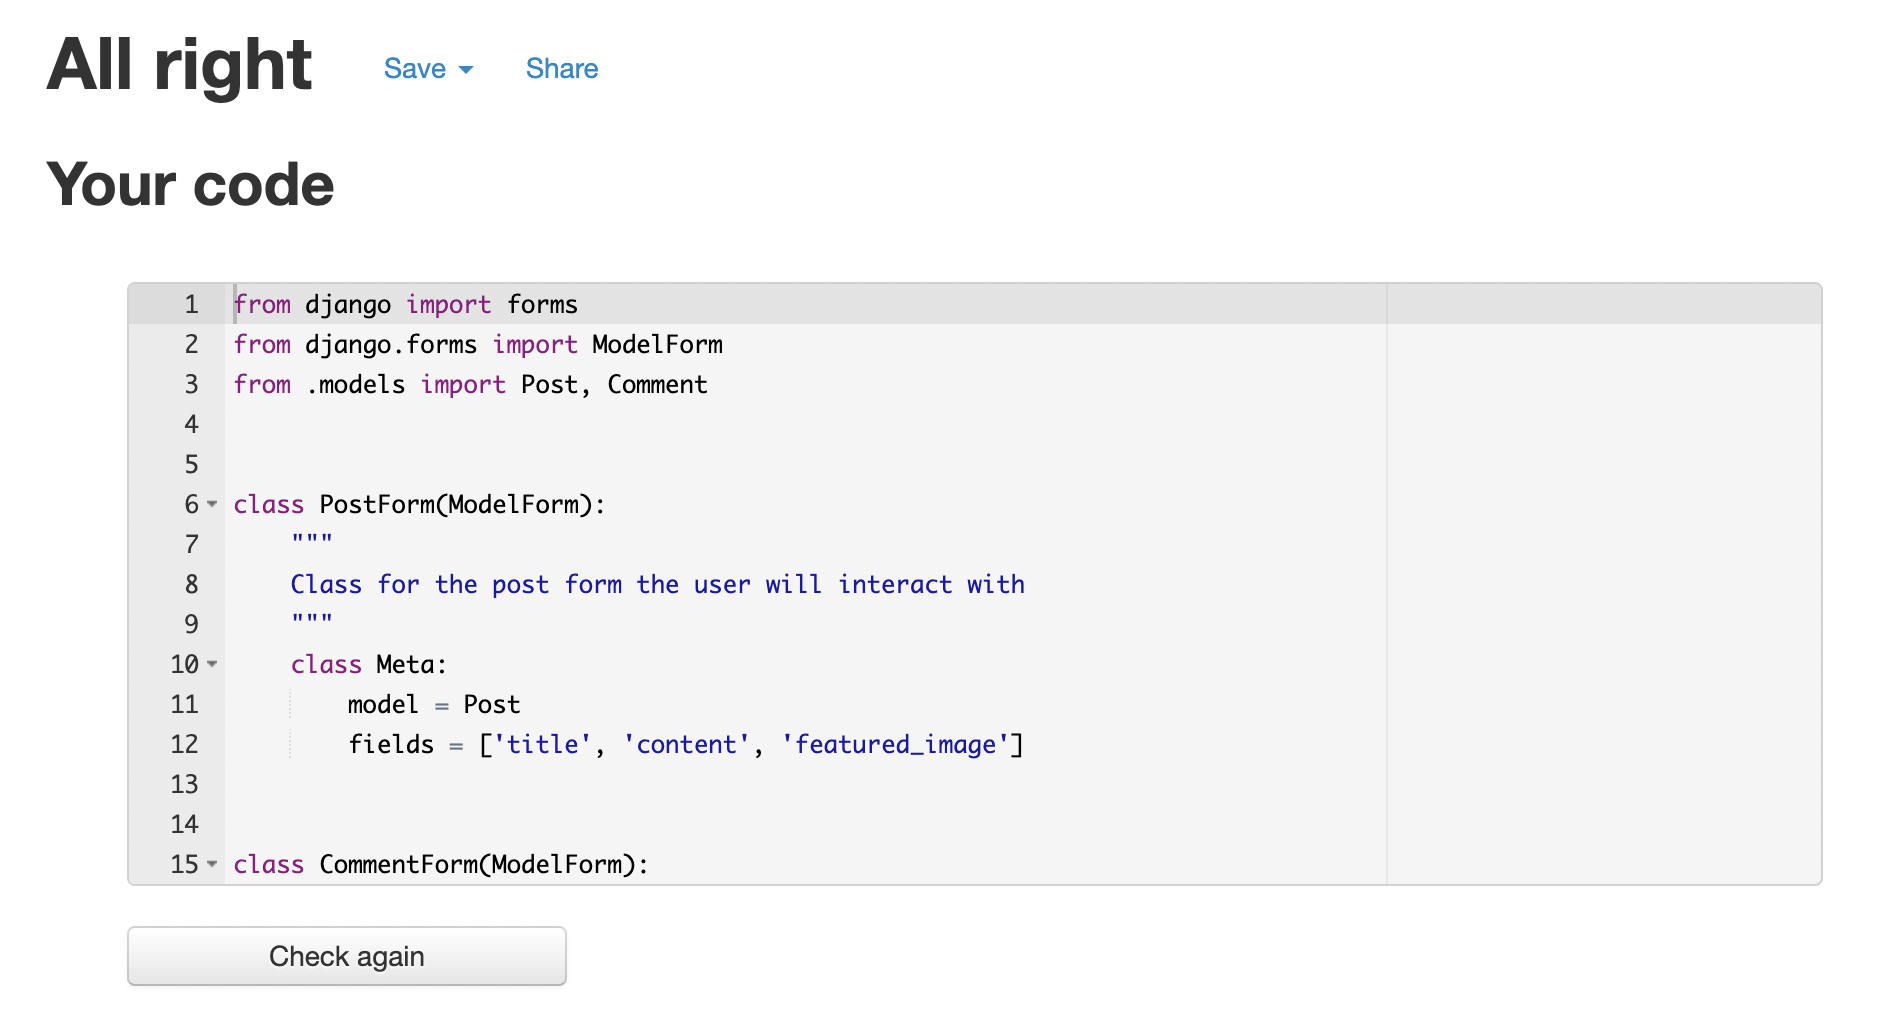 All right Save Share
Your code
1 from django import forms
2 from django.forms import ModelForm
3 from .models import Post, Comment
4
5
6 class PostForm(ModelForm):
7 """
8 Class for the post form the user will interact with
9 """
10 class Meta:
11 model = Post
12 fields = ['title', 'content', 'featured_image']
13
14
15 class CommentForm(ModelForm):
Check again